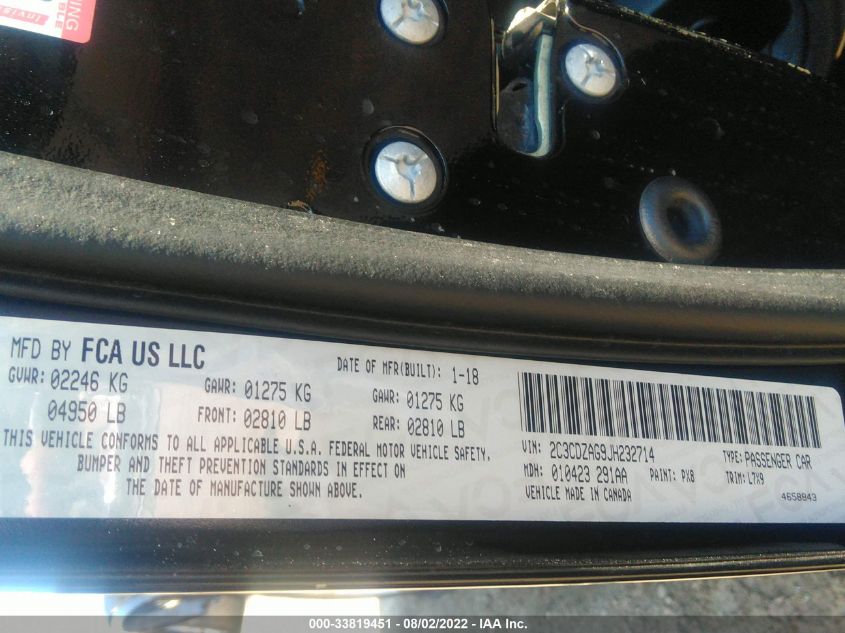 MFD BY FCA US LLC
DATE OF MFR(BUILT): 1-18
GVWR: 02246 KG
GAWR: 01275 KG
GAWR: 01275 KG
04950 LB
FRONT: 02810 LB
REAR: 02810 LB
THIS VEHICLE CONFORMS TO ALL APPLICABLE U.S.A. FEDERAL MOTOR VEHICLE SAFETY,
BUMPER AND THEFT PREVENTION STANDARDS IN EFFECT ON
THE DATE OF MANUFACTURE SHOWN ABOVE.
VIN: 2C3CDZAG9JH232714
TYPE: PASSENGER CAR
MDH: 010423 291AA
PAINT: PX8
TRIM: L7X9
VEHICLE MADE IN CANADA
4658843
000-33819451 - 08/02/2022 - IAA Inc.